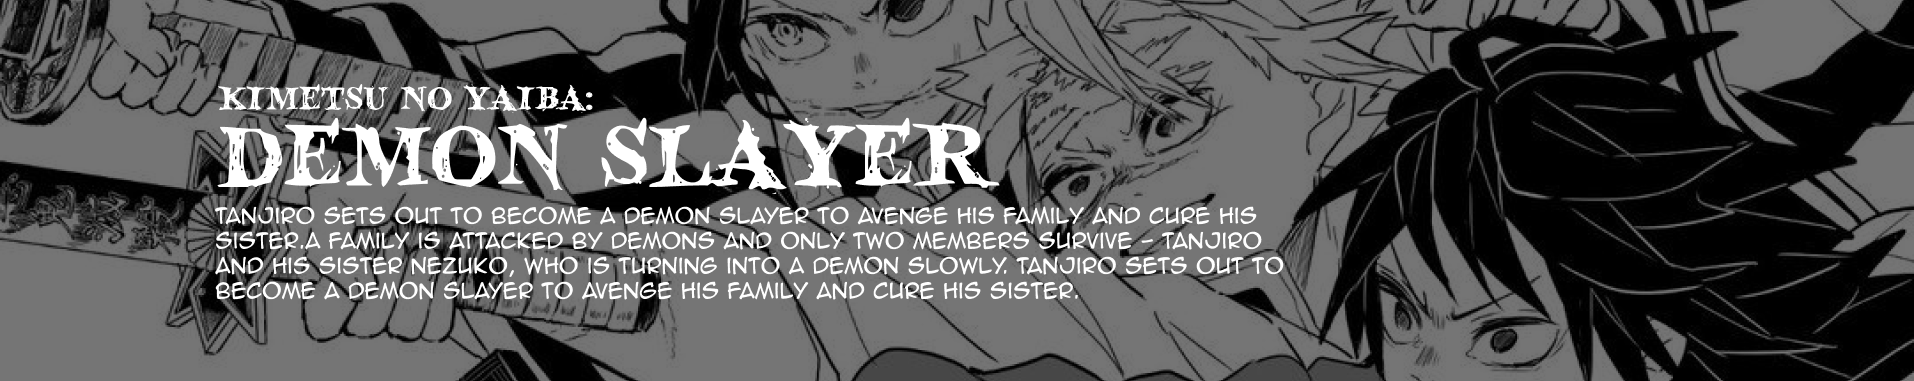 KIMETSU NO YAIBA:
DEMON SLAYER
TANJIRO SETS OUT TO BECOME A DEMON SLAYER TO AVENGE HIS FAMILY AND CURE HIS
SISTER.A FAMILY IS ATTACKED BY DEMONS AND ONLY TWO MEMBERS SURVIVE - TANJIRO
AND HIS SISTER NEZUKO, WHO IS TURNING INTO A DEMON SLOWLY. TANJIRO SETS OUT TO
BECOME A DEMON SLAYER TO AVENGE HIS FAMILY AND CURE HIS SISTER.